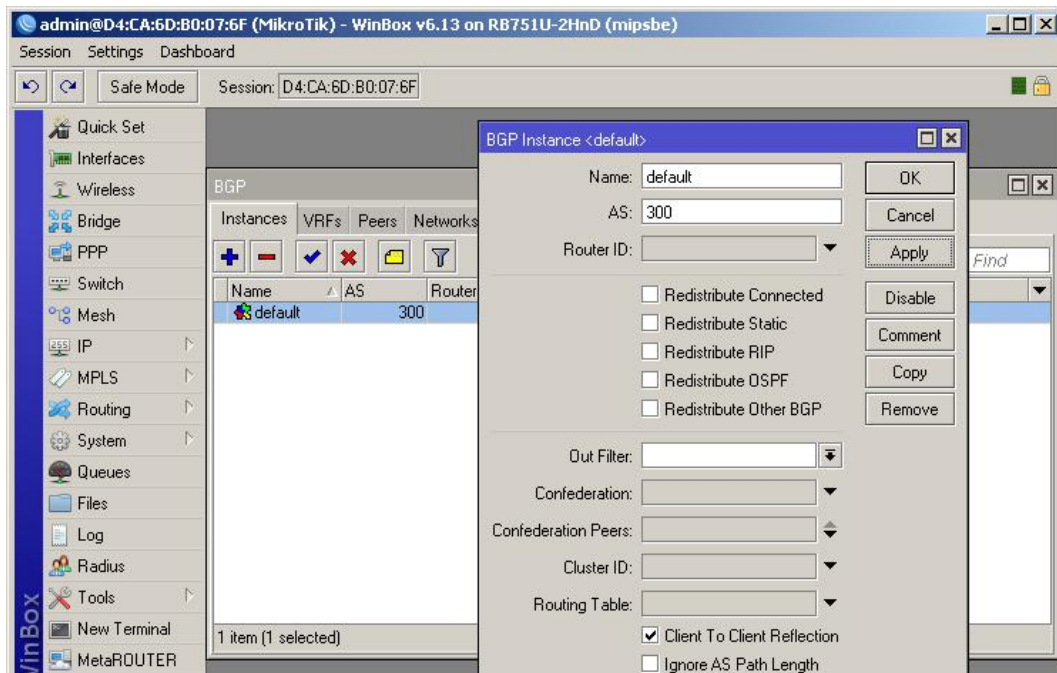 admin@D4:CA:6D:B0:07:6F (MikroTik) - WinBox v6.13 on RB751U-2HnD (mipsbe)
Session Settings Dashboard
Safe Mode Session: D4:CA:6D:B0:07:6F
Quick Set
Interfaces
Wireless
Bridge
PPP
Switch
Mesh
IP
MPLS
Routing
System
Queues
Files
Log
Radius
Tools
New Terminal
MetaROUTER
WinBox
BGP
Instances VRFs Peers Networks
Find
Name AS Router
default 300
1 item (1 selected)
BGP Instance <default>
Name: default
AS: 300
Router ID:
Redistribute Connected
Redistribute Static
Redistribute RIP
Redistribute OSPF
Redistribute Other BGP
Out Filter:
Confederation:
Confederation Peers:
Cluster ID:
Routing Table:
Client To Client Reflection
Ignore AS Path Length
OK
Cancel
Apply
Disable
Comment
Copy
Remove